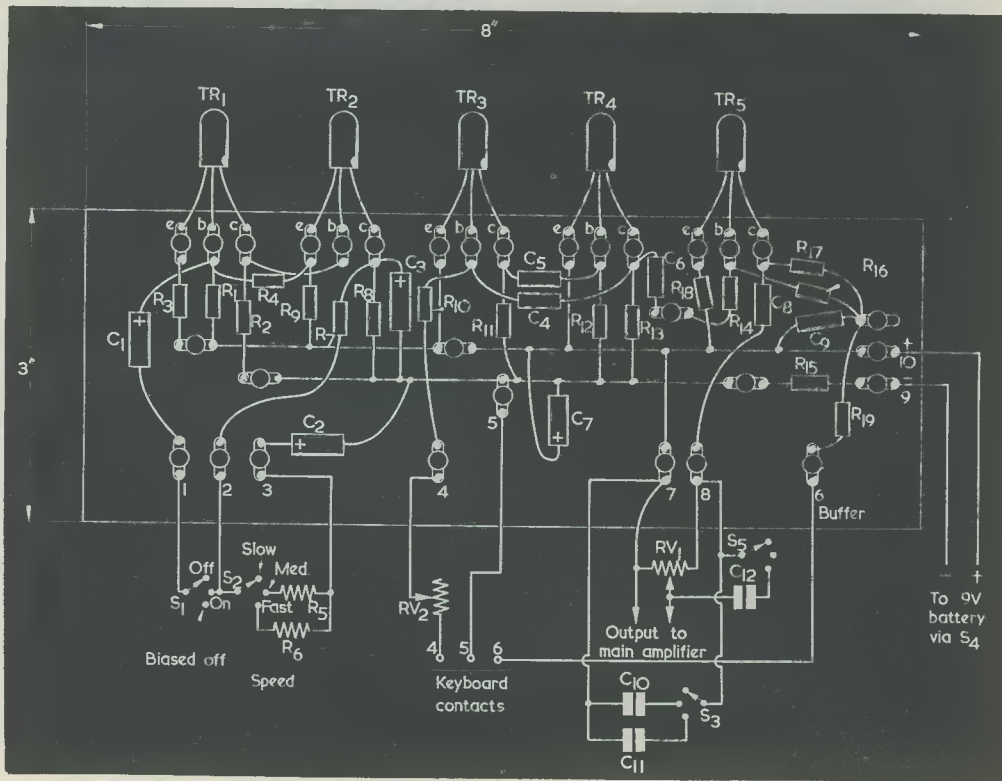 8"
TR1 TR2 TR3 TR4 TR5
e b c e b c e b c e b c e b c
C3 C5 C6 R17 R16
R3 R1 R4 R9 R8 R10 C4 R18 C8
C1 R2 R7 R11 R12 R13 R14 C9
+
10
3" R15 −
9
C2 5 C7 R19
1 2 3 4 7 8 6
Buffer
Slow RV1 S5
Off S2 Med. C12 − +
S1 On Fast R5 RV2 To 9V
R6 4 5 6 Output to battery
Biased off main amplifier via S4
Speed Keyboard
contacts C10
S3
C11